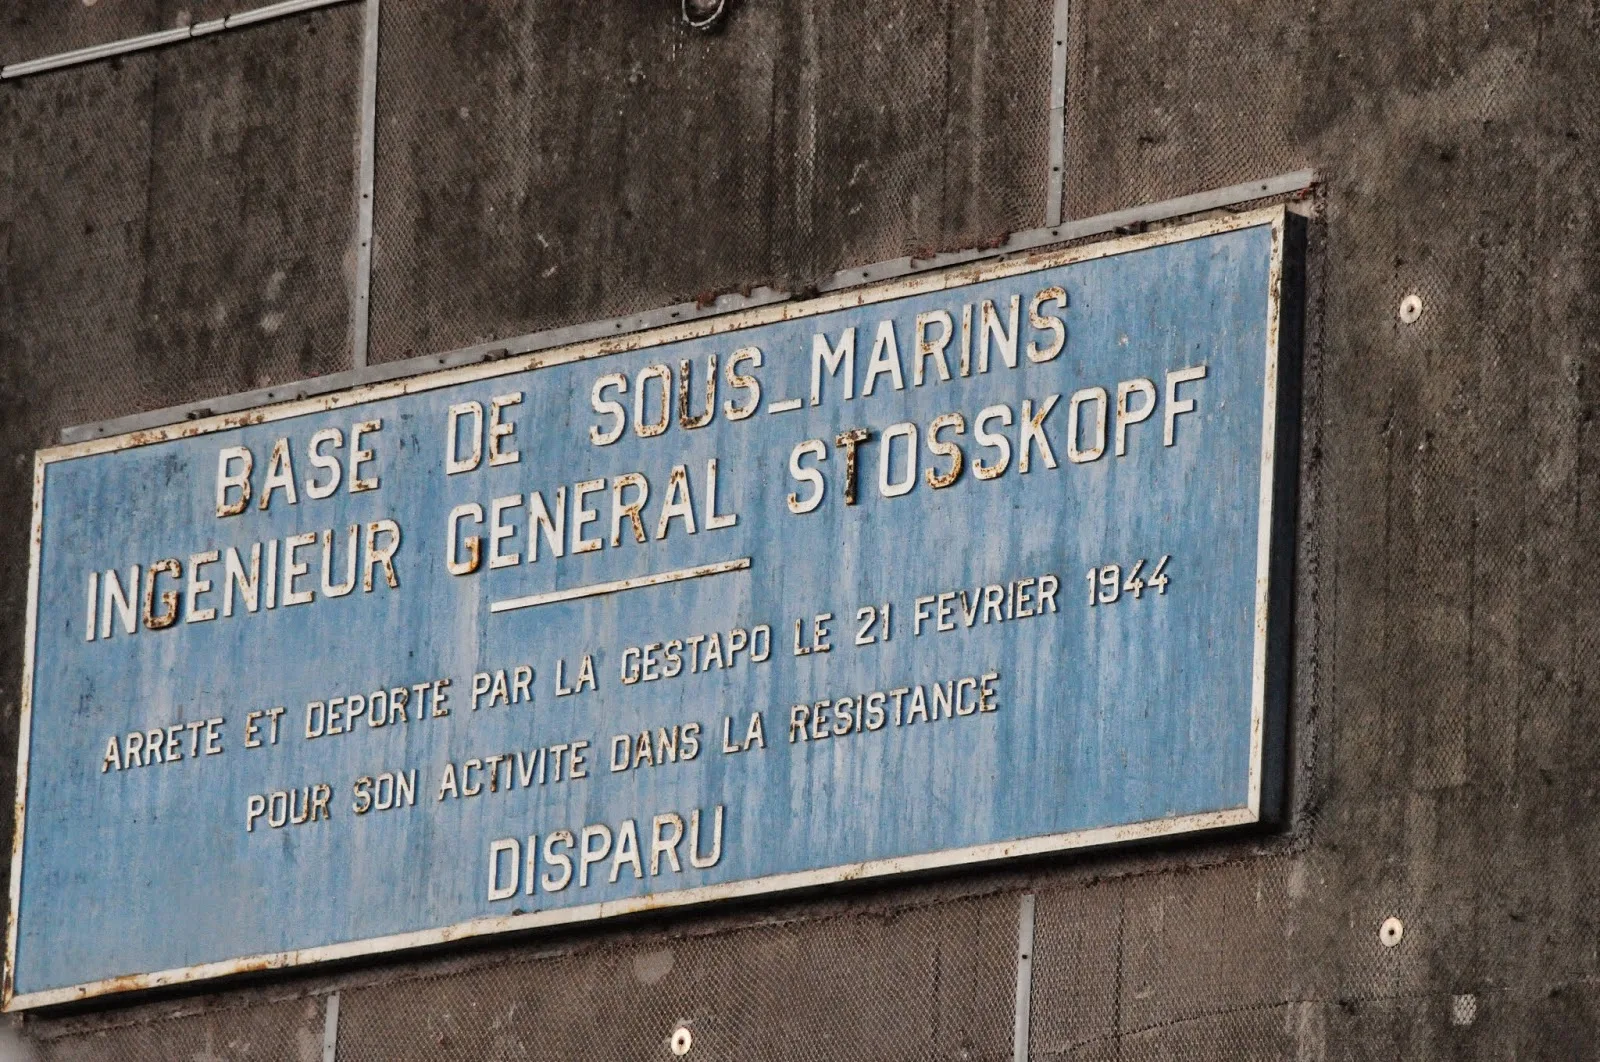 BASE DE SOUS_MARINS
INGENIEUR GENERAL STOSSKOPF
ARRETE ET DEPORTE PAR LA GESTAPO LE 21 FEVRIER 1944
POUR SON ACTIVITE DANS LA RESISTANCE
DISPARU